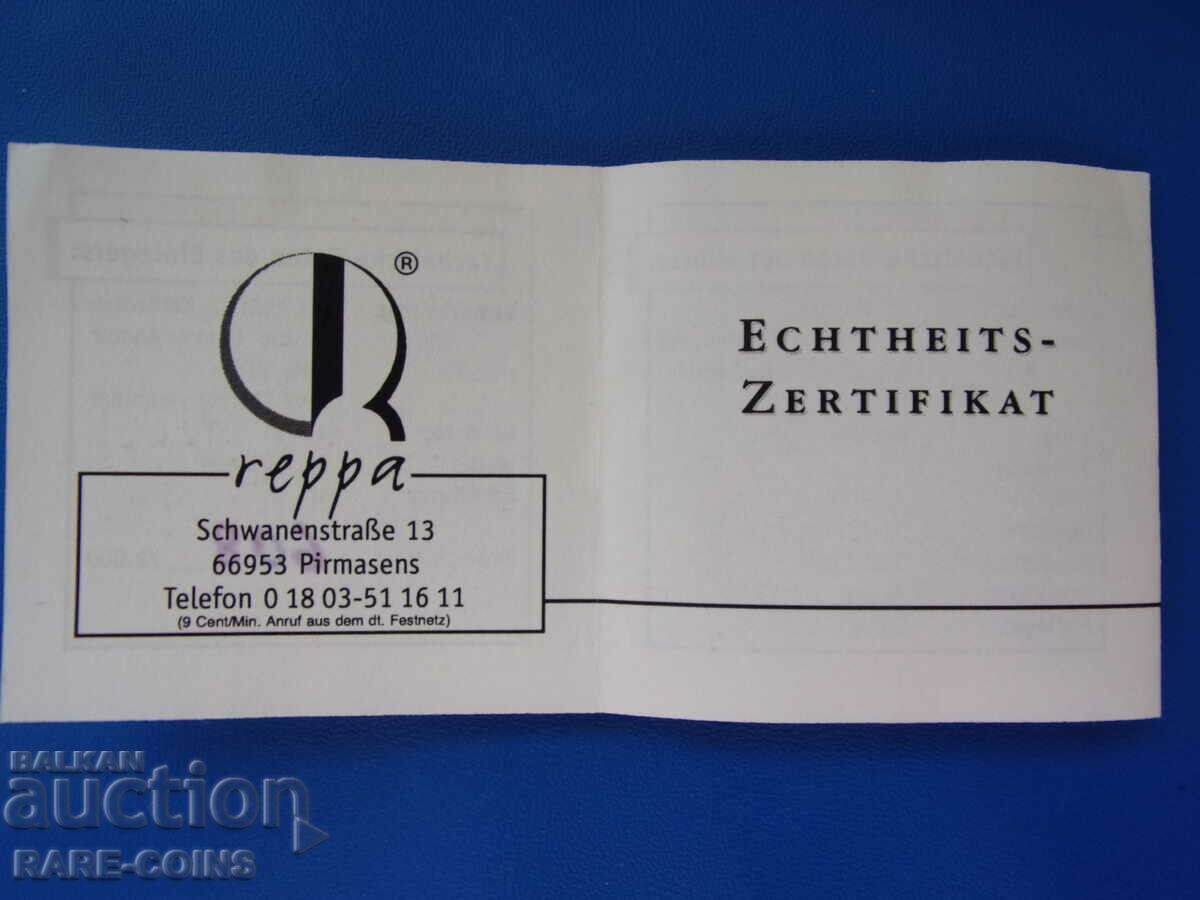 ®
reppa
Schwanenstraße 13
66953 Pirmasens
Telefon 0 18 03-51 16 11
(9 Cent/Min. Anruf aus dem dt. Festnetz)
ECHTHEITS-
ZERTIFIKAT
BALKAN
auction
RARE-COINS